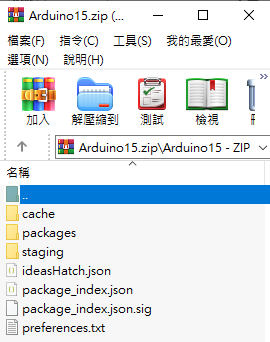 Arduino15.zip (...
檔案(F) 指令(C) 工具(S) 我的最愛(O)
選項(N) 說明(H)
加入 解壓縮到 測試 檢視
Arduino15.zip\Arduino15 - ZIP
名稱
..
cache
packages
staging
ideasHatch.json
package_index.json
package_index.json.sig
preferences.txt